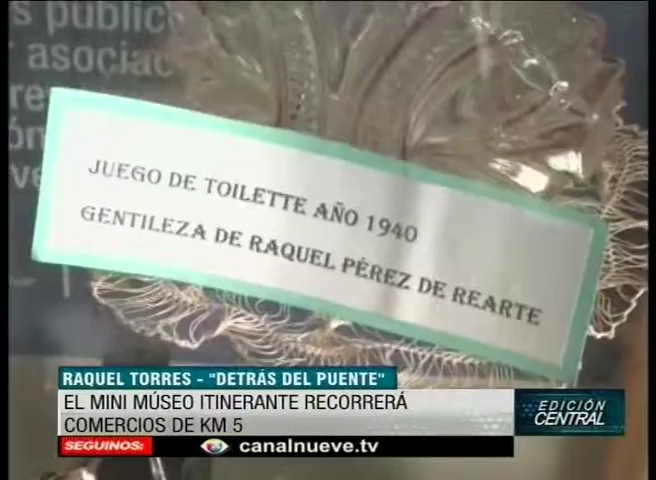 s públic
asocia
JUEGO DE TOILETTE AÑO 1940
GENTILEZA DE RAQUEL PÉREZ DE REARTE
RAQUEL TORRES - "DETRÁS DEL PUENTE"
EL MINI MÚSEO ITINERANTE RECORRERÁ
COMERCIOS DE KM 5
EDICIÓN
CENTRAL
SEGUINOS: canalnueve.tv